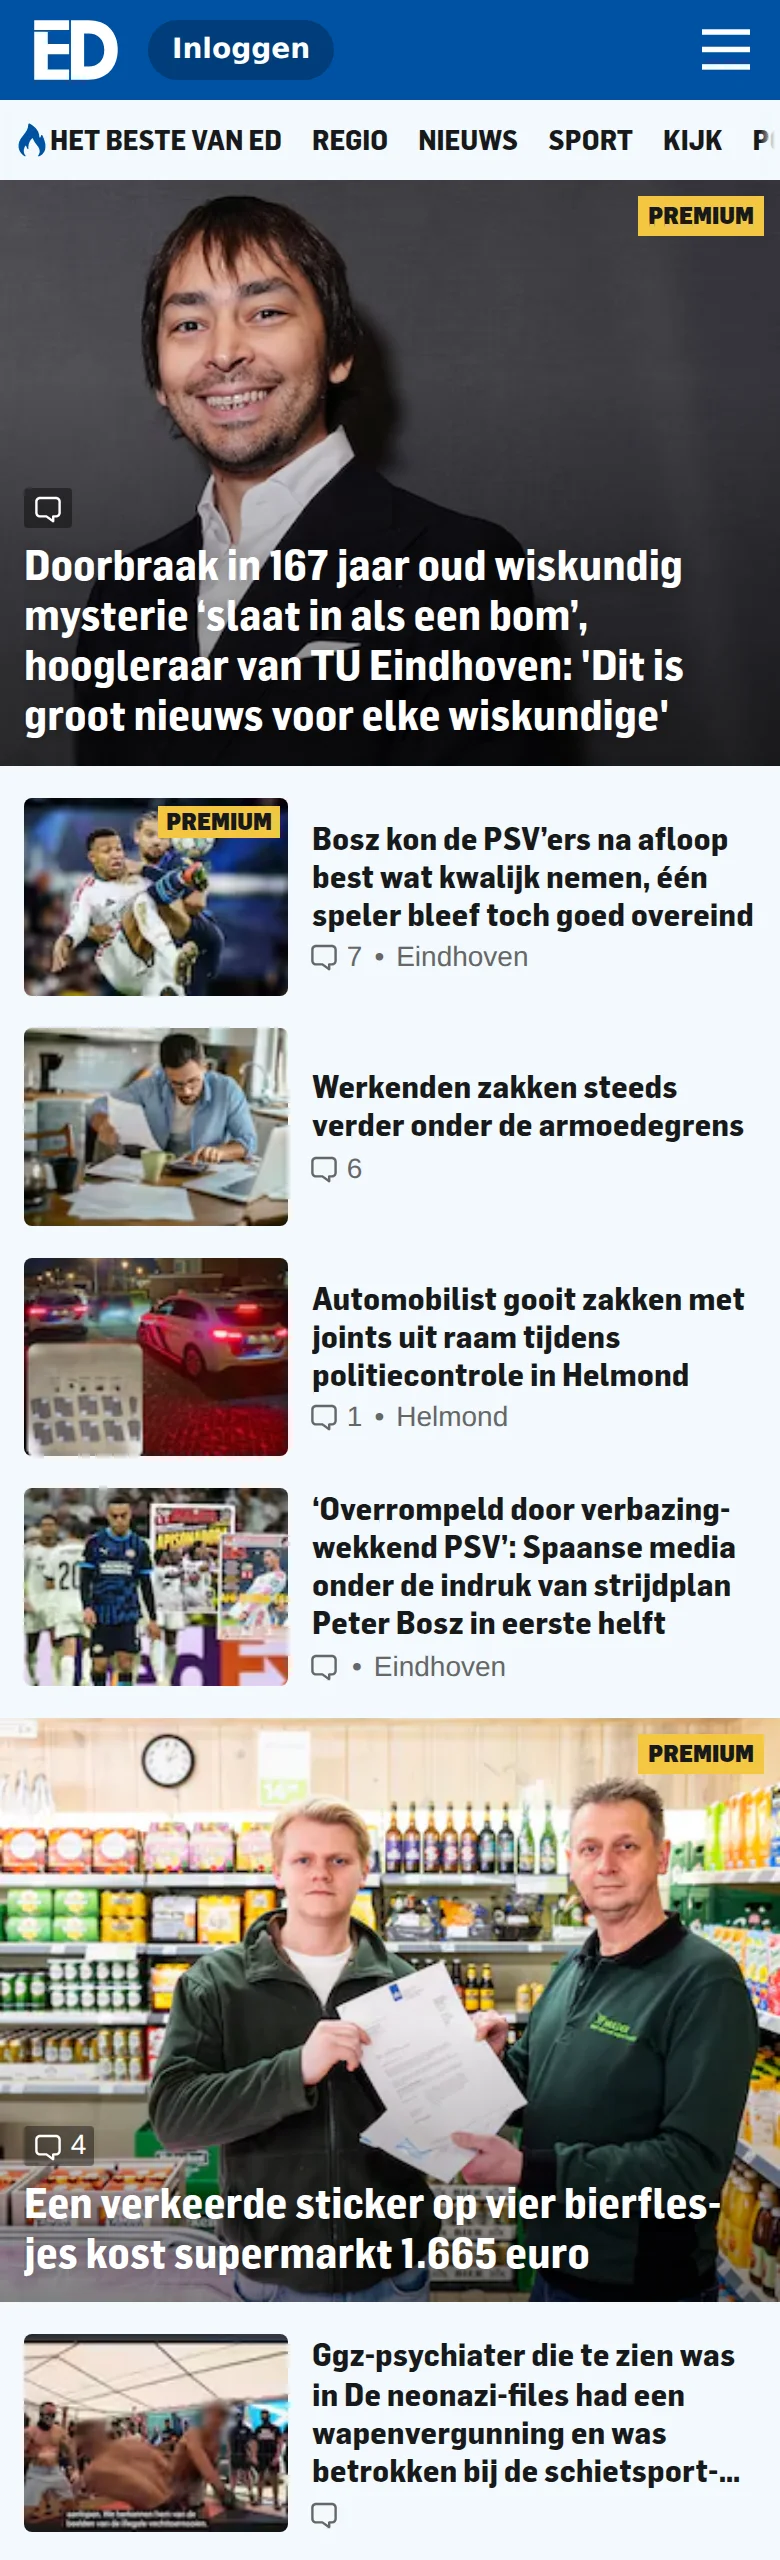 ED Inloggen
HET BESTE VAN ED REGIO NIEUWS SPORT KIJK
PREMIUM
Doorbraak in 167 jaar oud wiskundig
mysterie ‘slaat in als een bom’,
hoogleraar van TU Eindhoven: 'Dit is
groot nieuws voor elke wiskundige'
PREMIUM
Bosz kon de PSV’ers na afloop
best wat kwalijk nemen, één
speler bleef toch goed overeind
7 • Eindhoven
Werkenden zakken steeds
verder onder de armoedegrens
6
Automobilist gooit zakken met
joints uit raam tijdens
politiecontrole in Helmond
1 • Helmond
‘Overrompeld door verbazing-
wekkend PSV’: Spaanse media
onder de indruk van strijdplan
Peter Bosz in eerste helft
• Eindhoven
PREMIUM
4
Een verkeerde sticker op vier bierfles-
jes kost supermarkt 1.665 euro
Ggz-psychiater die te zien was
in De neonazi-files had een
wapenvergunning en was
betrokken bij de schietsport-...